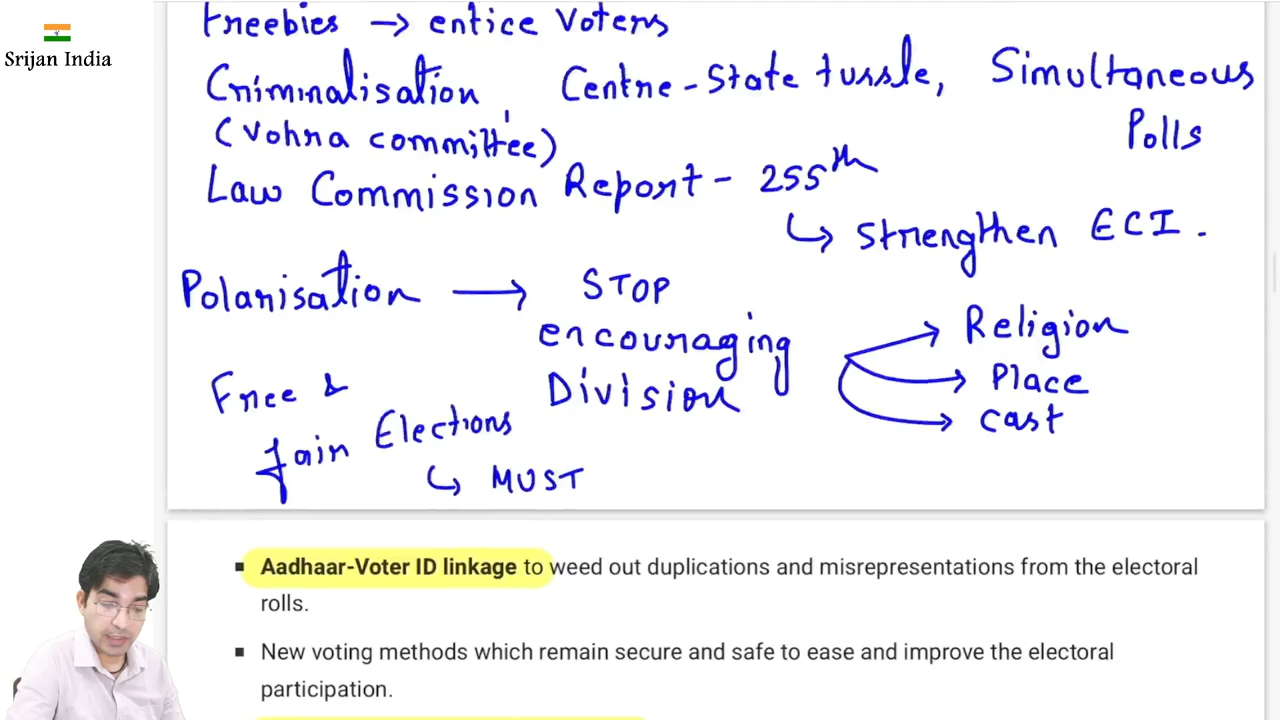 Srijan India
Freebies → entice Voters
Criminalisation, Centre-State tussle, Simultaneous
(Vohra committee) Polls
Law Commission Report - 255th
↳ strengthen ECI.
Polarisation → STOP
encouraging
Division
Religion
Place
cast
Free &
fair Elections
↳ MUST
▪ Aadhaar-Voter ID linkage to weed out duplications and misrepresentations from the electoral
rolls.
▪ New voting methods which remain secure and safe to ease and improve the electoral
participation.